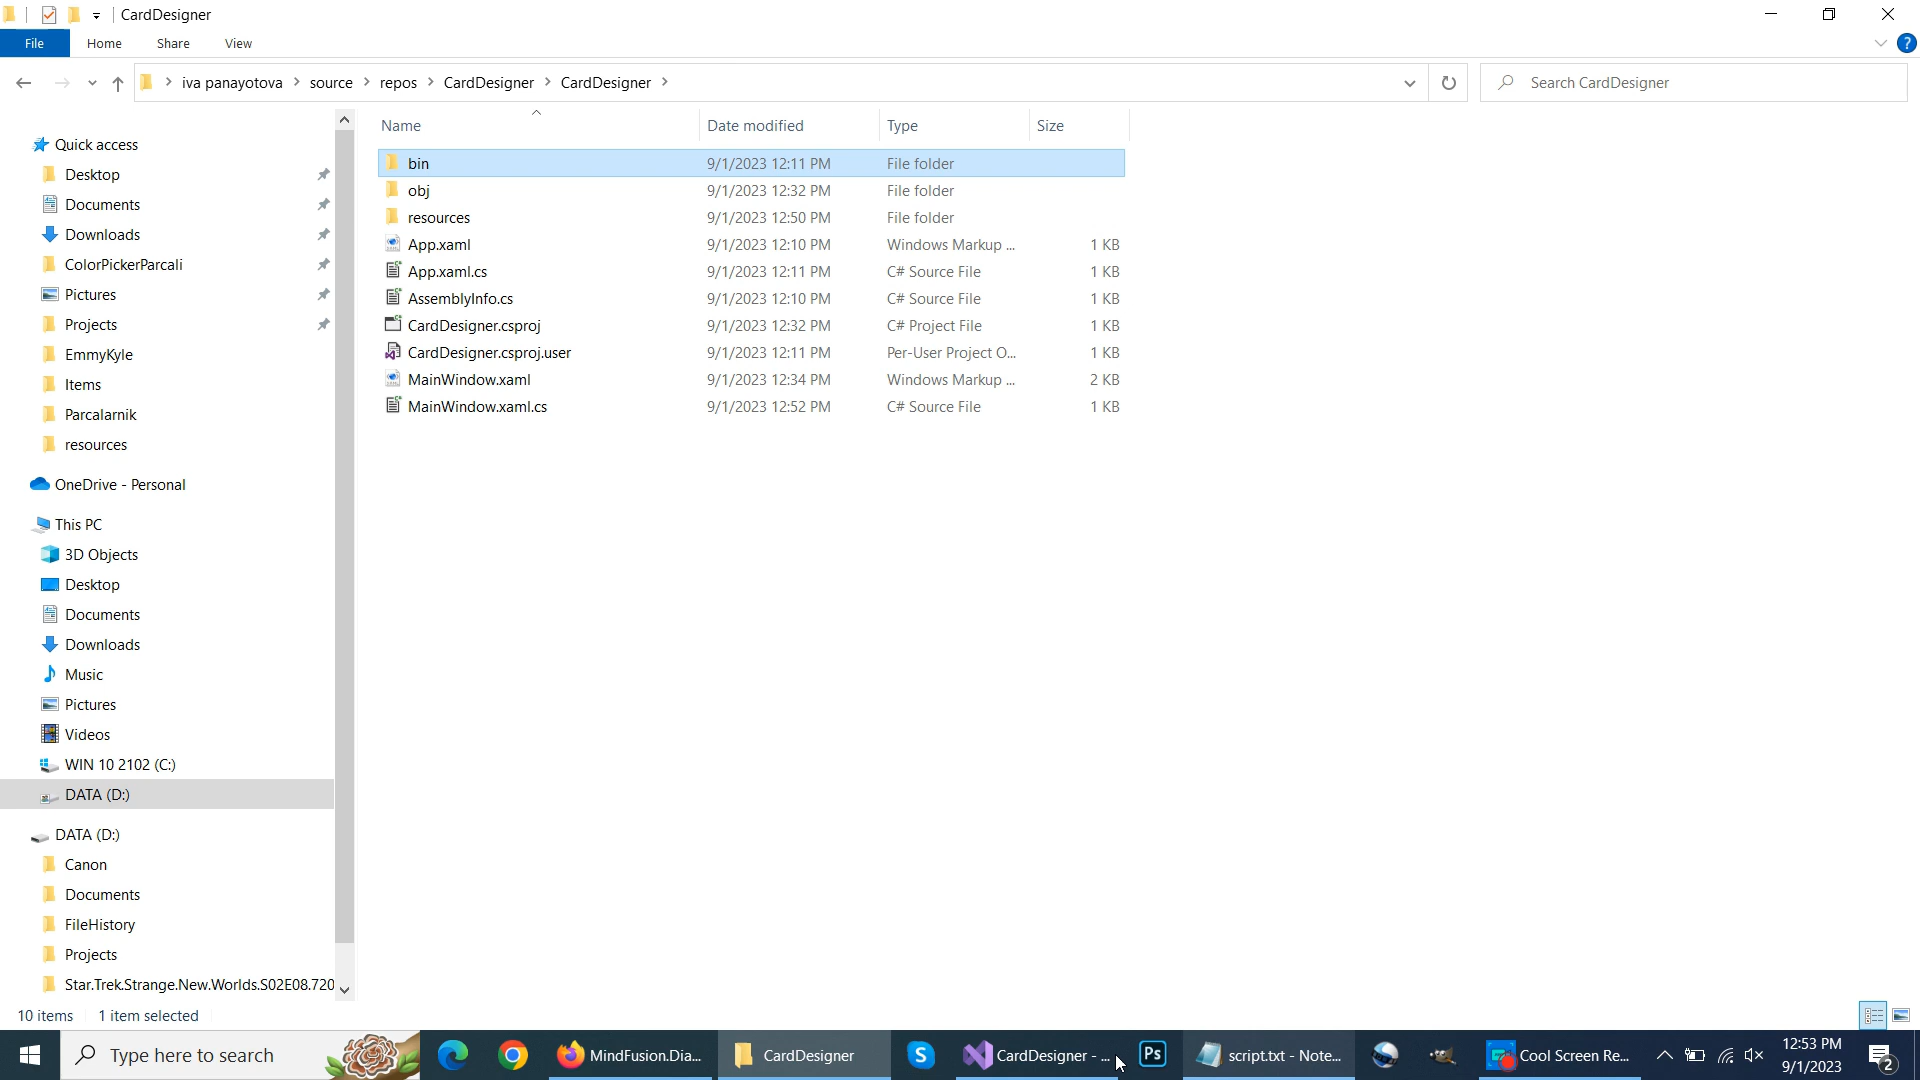 CardDesigner
File Home Share View
iva panayotova source repos CardDesigner CardDesigner Search CardDesigner
Name Date modified Type Size
Quick access
Desktop
Documents
Downloads
ColorPickerParcali
Pictures
Projects
EmmyKyle
Items
Parcalarnik
resources
OneDrive - Personal
This PC
3D Objects
Desktop
Documents
Downloads
Music
Pictures
Videos
WIN 10 2102 (C:)
DATA (D:)
DATA (D:)
Canon
Documents
FileHistory
Projects
Star.Trek.Strange.New.Worlds.S02E08.720
bin 9/1/2023 12:11 PM File folder
obj 9/1/2023 12:32 PM File folder
resources 9/1/2023 12:50 PM File folder
App.xaml 9/1/2023 12:10 PM Windows Markup ... 1 KB
App.xaml.cs 9/1/2023 12:11 PM C# Source File 1 KB
AssemblyInfo.cs 9/1/2023 12:10 PM C# Source File 1 KB
CardDesigner.csproj 9/1/2023 12:32 PM C# Project File 1 KB
CardDesigner.csproj.user 9/1/2023 12:11 PM Per-User Project O... 1 KB
MainWindow.xaml 9/1/2023 12:34 PM Windows Markup ... 2 KB
MainWindow.xaml.cs 9/1/2023 12:52 PM C# Source File 1 KB
10 items 1 item selected
Type here to search MindFusion.Dia... CardDesigner CardDesigner - ... Ps script.txt - Note... Cool Screen Re... 12:53 PM
9/1/2023 2